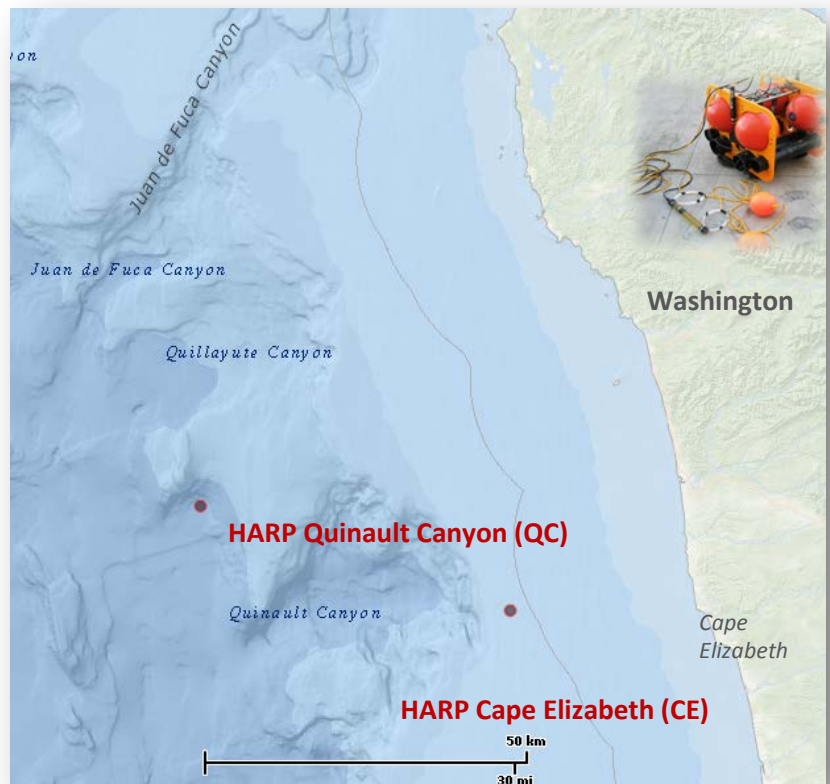 yon
Juan de Fuca Canyon
Juan de Fuca Canyon
Washington
Quillayute Canyon
HARP Quinault Canyon (QC)
Quinault Canyon
Cape
Elizabeth
HARP Cape Elizabeth (CE)
50 km
30 mi